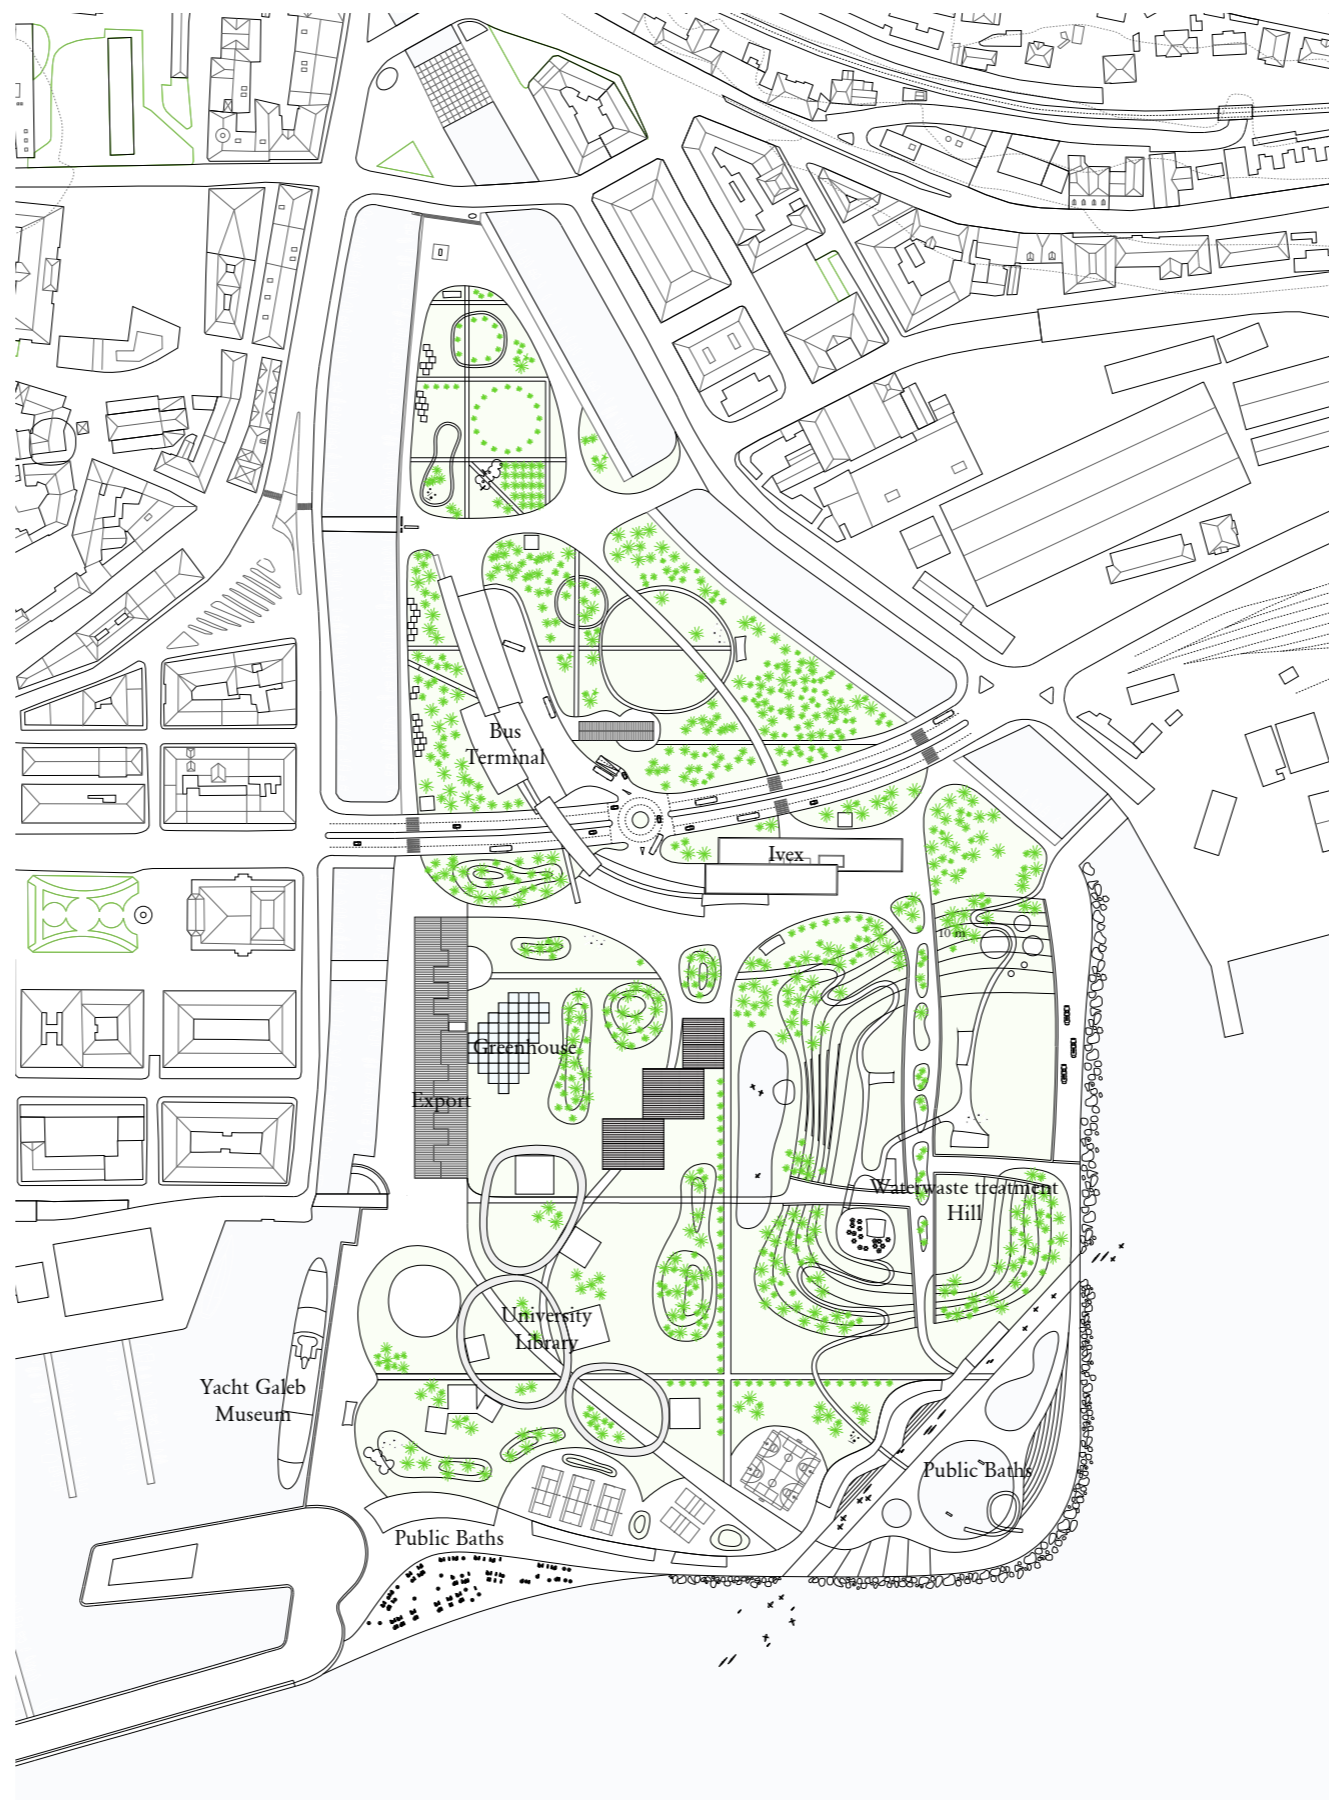 Bus
Terminal
Ivex
10 m
Greenhouse
Export
Waterwaste treatment
Hill
University
Library
Yacht Galeb
Museum
Public Baths
Public Baths